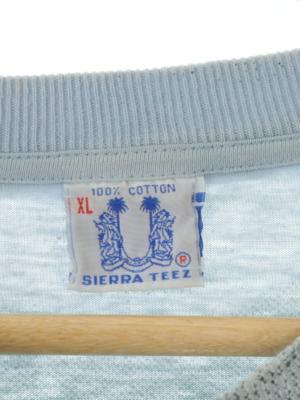 100% COTTON
XL
®
SIERRA TEEZ